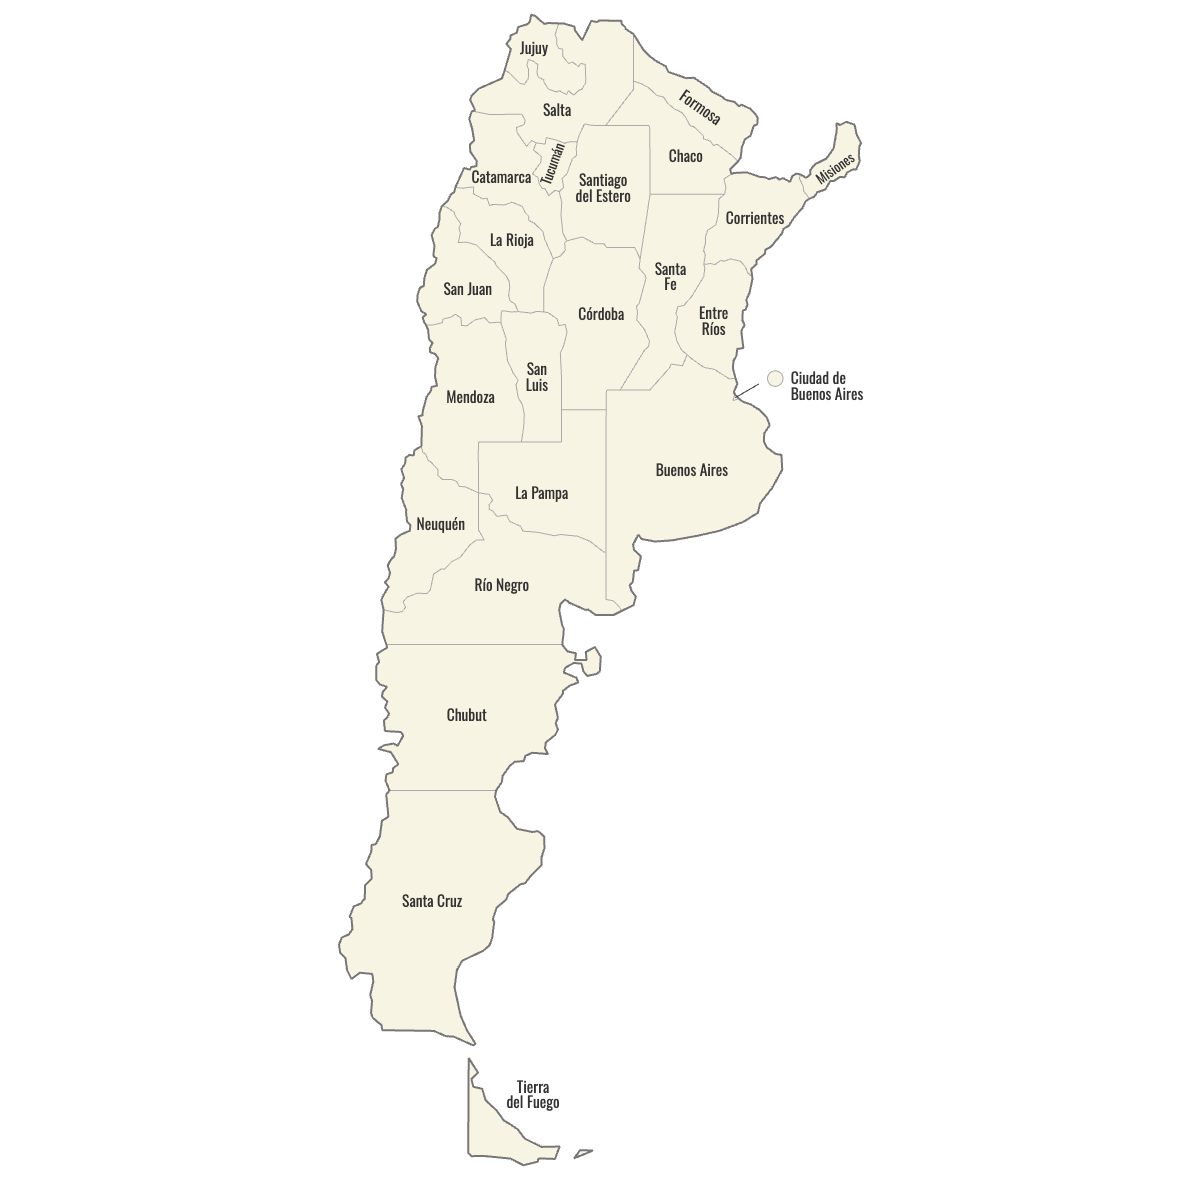 Jujuy
Salta
Formosa
Chaco
Misiones
Tucumán
Catamarca
Santiago
del Estero
Corrientes
La Rioja
Santa
Fe
San Juan
Córdoba
Entre
Ríos
San
Luis
Ciudad de
Buenos Aires
Mendoza
Buenos Aires
La Pampa
Neuquén
Río Negro
Chubut
Santa Cruz
Tierra
del Fuego